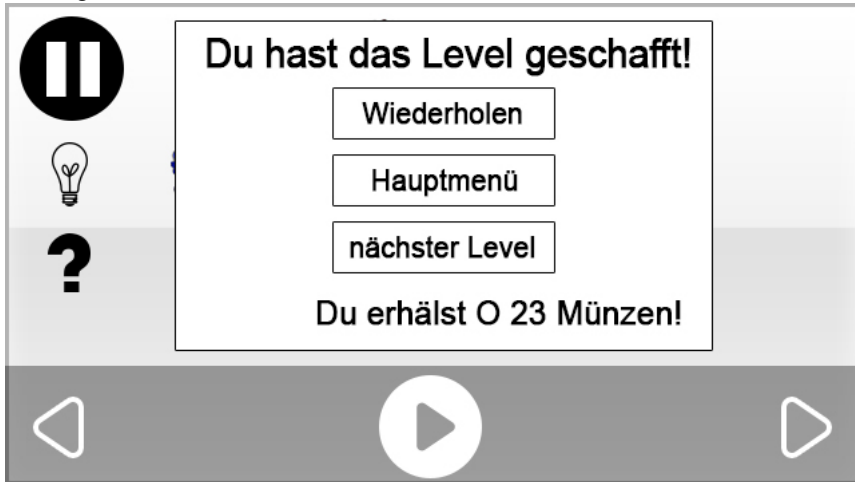 Du hast das Level geschafft!
Wiederholen
Hauptmenü
nächster Level
?
Du erhälst O 23 Münzen!